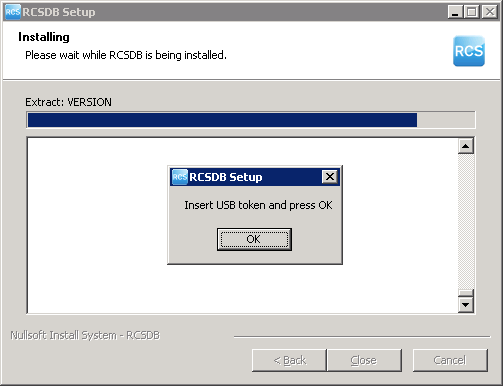 RCSDB Setup
Installing
Please wait while RCSDB is being installed.
RCS
Extract: VERSION
RCS RCSDB Setup
Insert USB token and press OK
OK
Nullsoft Install System - RCSDB
< Back
Close
Cancel